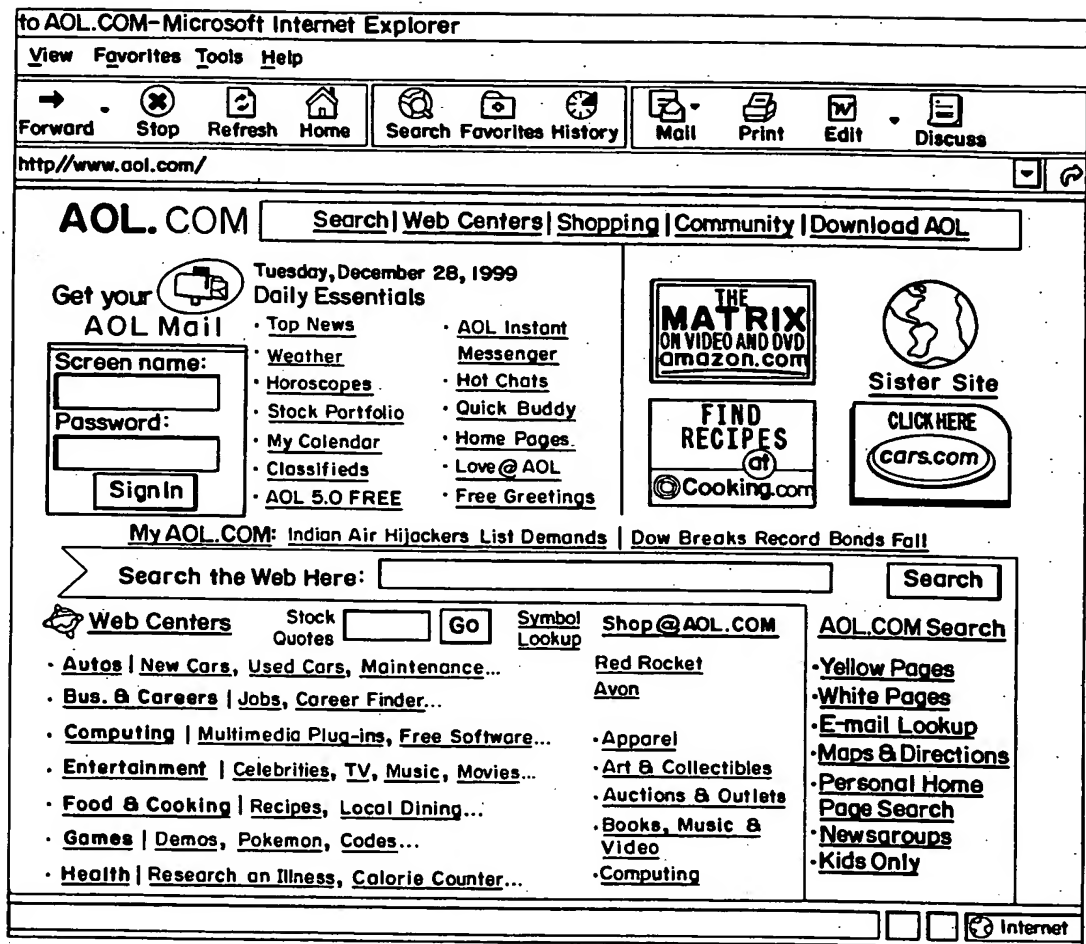 to AOL.COM-Microsoft Internet Explorer
View Favorites Tools Help
Forward Stop Refresh Home Search Favorites History Mail Print Edit Discuss
http//www.aol.com/
AOL.COM Search | Web Centers | Shopping | Community | Download AOL
Get your
AOL Mail
Screen name:
Password:
Sign In
Tuesday, December 28, 1999
Daily Essentials
· Top News
· Weather
· Horoscopes
· Stock Portfolio
· My Calendar
· Classifieds
· AOL 5.0 FREE
· AOL Instant
Messenger
· Hot Chats
· Quick Buddy
· Home Pages
· Love@AOL
· Free Greetings
THE
MATRIX
ON VIDEO AND DVD
amazon.com
Sister Site
FIND
RECIPES
at
Cooking.com
CLICK HERE
cars.com
My AOL.COM: Indian Air Hijackers List Demands | Dow Breaks Record Bonds Fall
Search the Web Here: Search
Web Centers
Stock
Quotes
Go
Symbol
Lookup
· Autos | New Cars, Used Cars, Maintenance...
· Bus. & Careers | Jobs, Career Finder...
· Computing | Multimedia Plug-ins, Free Software...
· Entertainment | Celebrities, TV, Music, Movies...
· Food & Cooking | Recipes, Local Dining...
· Games | Demos, Pokemon, Codes...
· Health | Research an Illness, Calorie Counter...
Shop@AOL.COM
Red Rocket
Avon
· Apparel
· Art & Collectibles
· Auctions & Outlets
· Books, Music &
Video
· Computing
AOL.COM Search
· Yellow Pages
· White Pages
· E-mail Lookup
· Maps & Directions
· Personal Home
Page Search
· Newsaroups
· Kids Only
Internet